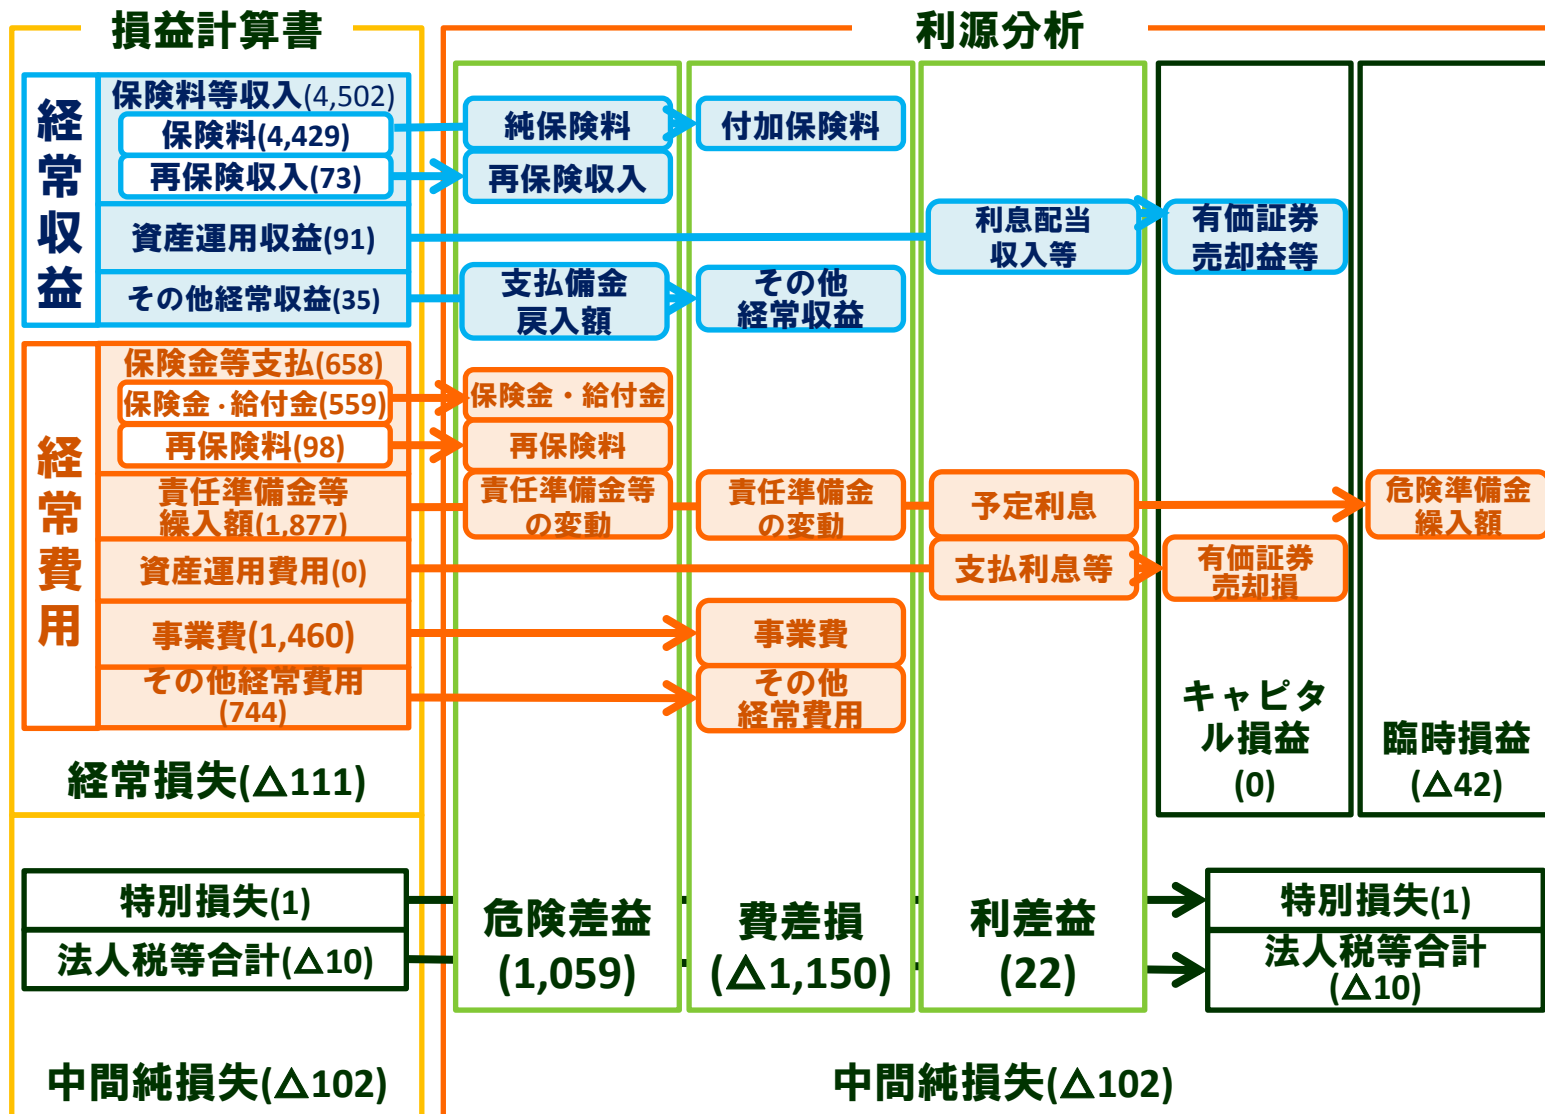 損益計算書
経常収益
保険料等収入(4,502)
保険料(4,429)
再保険収入(73)
資産運用収益(91)
その他経常収益(35)
経常費用
保険金等支払(658)
保険金・給付金(559)
再保険料(98)
責任準備金等
繰入額(1,877)
資産運用費用(0)
事業費(1,460)
その他経常費用
(744)
経常損失(△111)
特別損失(1)
法人税等合計(△10)
中間純損失(△102)
利源分析
純保険料
再保険収入
支払備金
戻入額
保険金・給付金
再保険料
責任準備金等
の変動
危険差益
(1,059)
付加保険料
その他
経常収益
責任準備金
の変動
事業費
その他
経常費用
費差損
(△1,150)
利息配当
収入等
予定利息
支払利息等
利差益
(22)
有価証券
売却益等
有価証券
売却損
キャピタ
ル損益
(0)
危険準備金
繰入額
臨時損益
(△42)
特別損失(1)
法人税等合計
(△10)
中間純損失(△102)